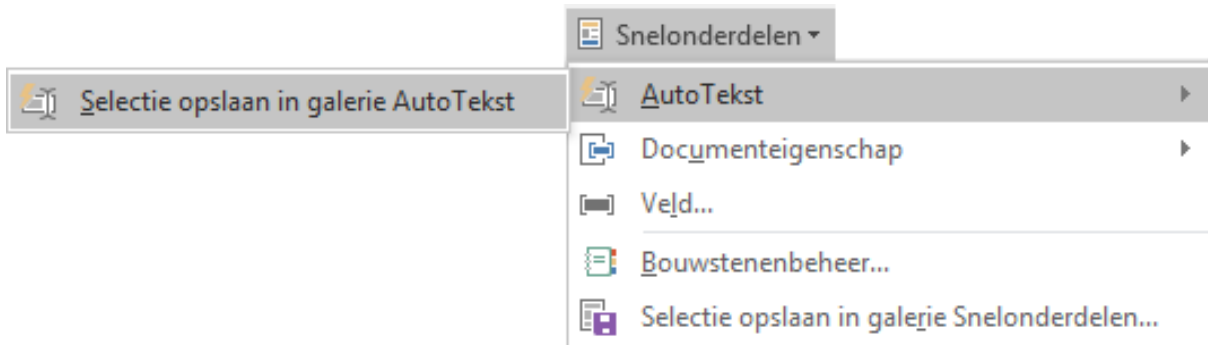 Snelonderdelen
Selectie opslaan in galerie AutoTekst
AutoTekst
Documenteigenschap
Veld...
Bouwstenenbeheer...
Selectie opslaan in galerie Snelonderdelen...